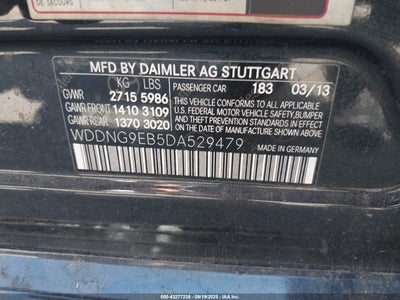 DE SECOURS
MFD BY DAIMLER AG STUTTGART
KG LBS PASSENGER CAR 183 03/13
GVWR 2715 5986
GAWR FRONT 1410 3109
GAWR REAR 1370 3020
THIS VEHICLE CONFORMS TO ALL APPLICABLE
U.S. FEDERAL MOTOR VEHICLE SAFETY, BUMPER
AND THEFT PREVENTION STANDARDS IN EFFECT
ON THE DATE OF MANUFACTURE SHOWN ABOVE.
WDDNG9EB5DA529479
MADE IN GERMANY